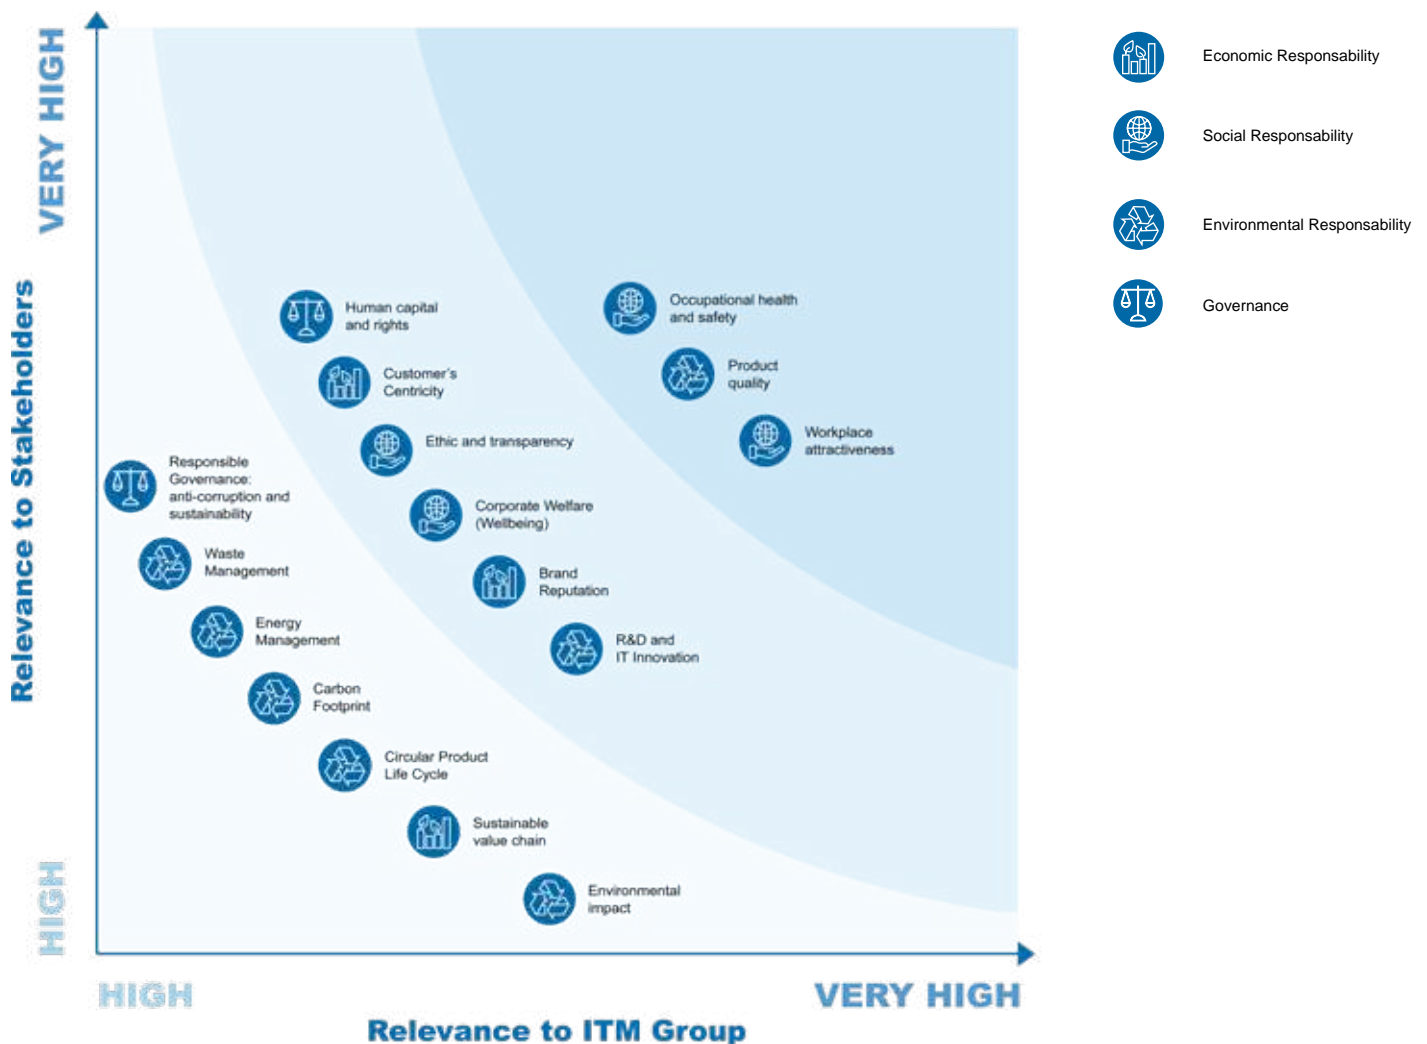 VERY HIGH
Relevance to Stakeholders
HIGH
Human capital
and rights
Customer's
Centricity
Ethic and transparency
Corporate Welfare
(Wellbeing)
Brand
Reputation
R&D and
IT Innovation
Occupational health
and safety
Product
quality
Workplace
attractiveness
Responsible
Governance:
anti-corruption and
sustainability
Waste
Management
Energy
Management
Carbon
Footprint
Circular Product
Life Cycle
Sustainable
value chain
Environmental
impact
HIGH
VERY HIGH
Relevance to ITM Group
Economic Responsability
Social Responsability
Environmental Responsability
Governance